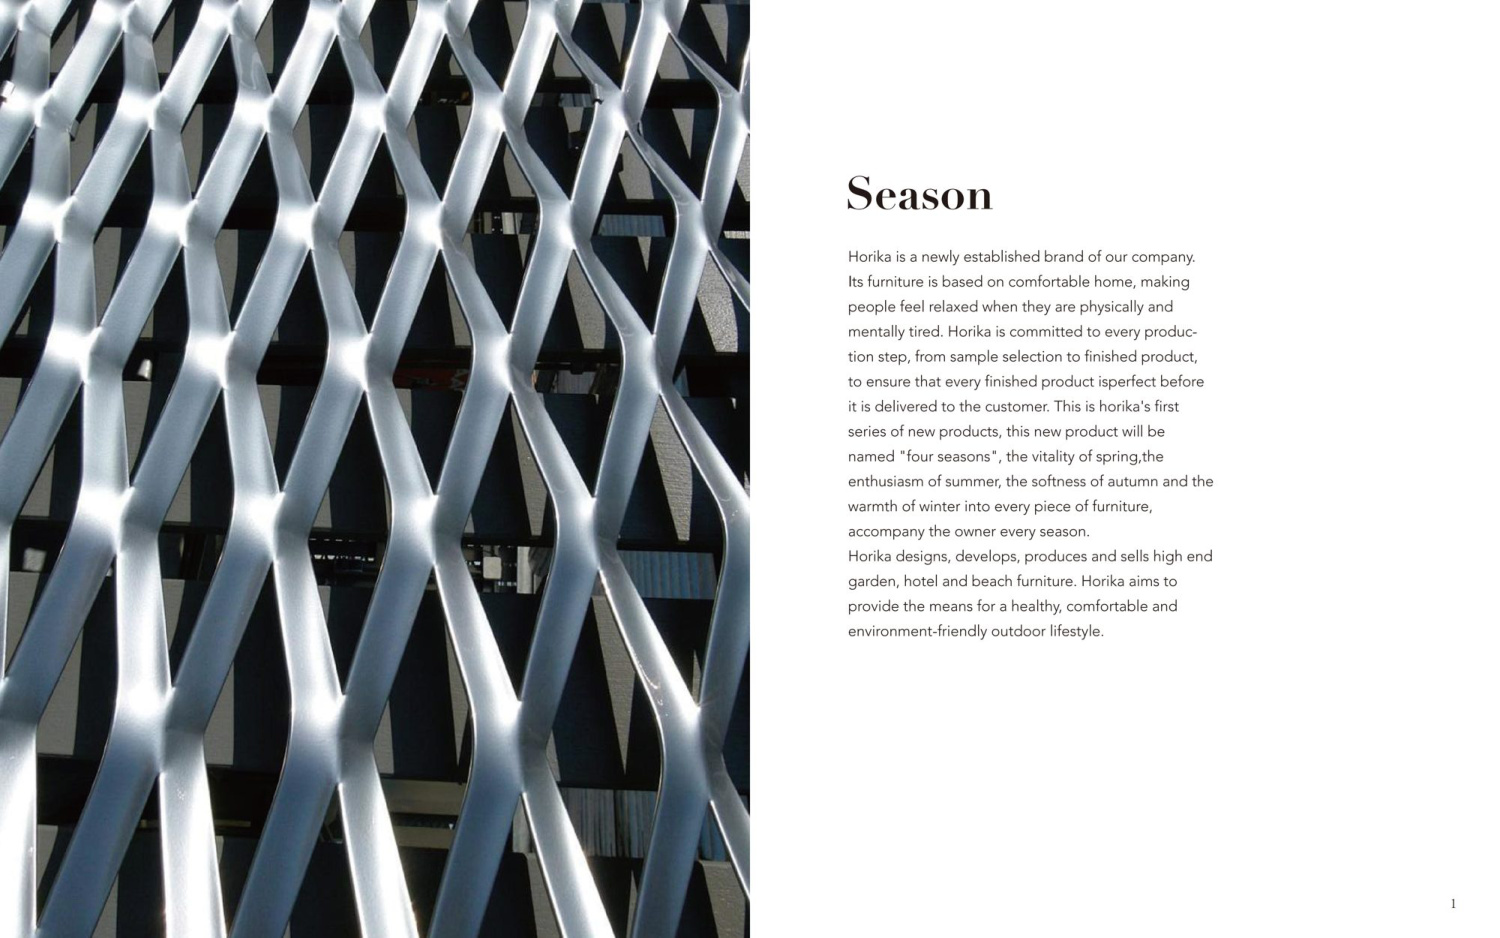 Season
Horika is a newly established brand of our company.
Its furniture is based on comfortable home, making
people feel relaxed when they are physically and
mentally tired. Horika is committed to every produc-
tion step, from sample selection to finished product,
to ensure that every finished product isperfect before
it is delivered to the customer. This is horika's first
series of new products, this new product will be
named "four seasons", the vitality of spring,the
enthusiasm of summer, the softness of autumn and the
warmth of winter into every piece of furniture,
accompany the owner every season.
Horika designs, develops, produces and sells high end
garden, hotel and beach furniture. Horika aims to
provide the means for a healthy, comfortable and
environment-friendly outdoor lifestyle.
1